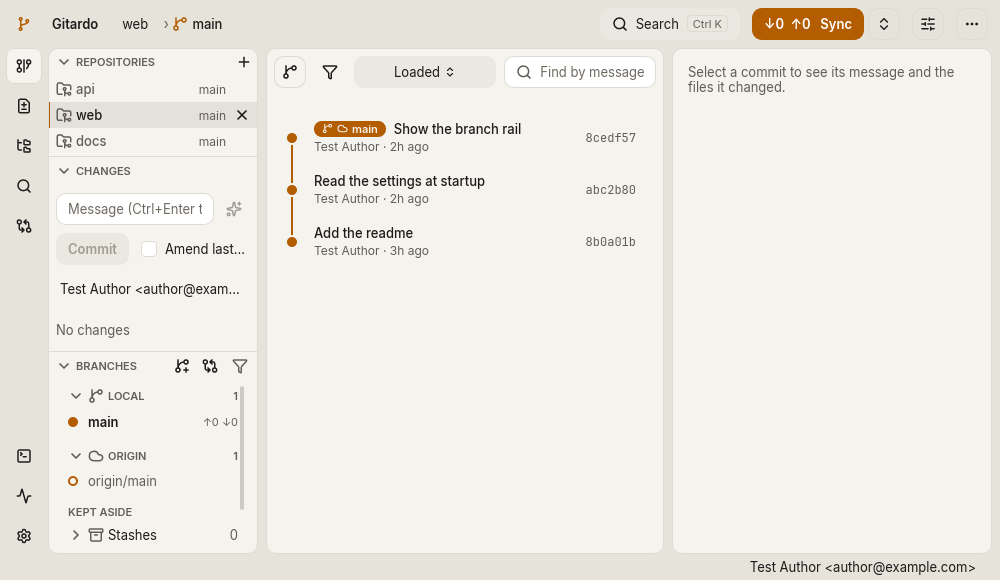 Gitardo web main
Search Ctrl K
↓0 ↑0 Sync
REPOSITORIES
api main
web main
docs main
CHANGES
Message (Ctrl+Enter t
Commit Amend last...
Test Author <author@exam...
No changes
BRANCHES
LOCAL 1
main ↑0 ↓0
ORIGIN 1
origin/main
KEPT ASIDE
Stashes 0
Loaded
Find by message
main Show the branch rail
Test Author · 2h ago
8cedf57
Read the settings at startup
Test Author · 2h ago
abc2b80
Add the readme
Test Author · 3h ago
8b0a01b
Select a commit to see its message and the
files it changed.
Test Author <author@example.com>